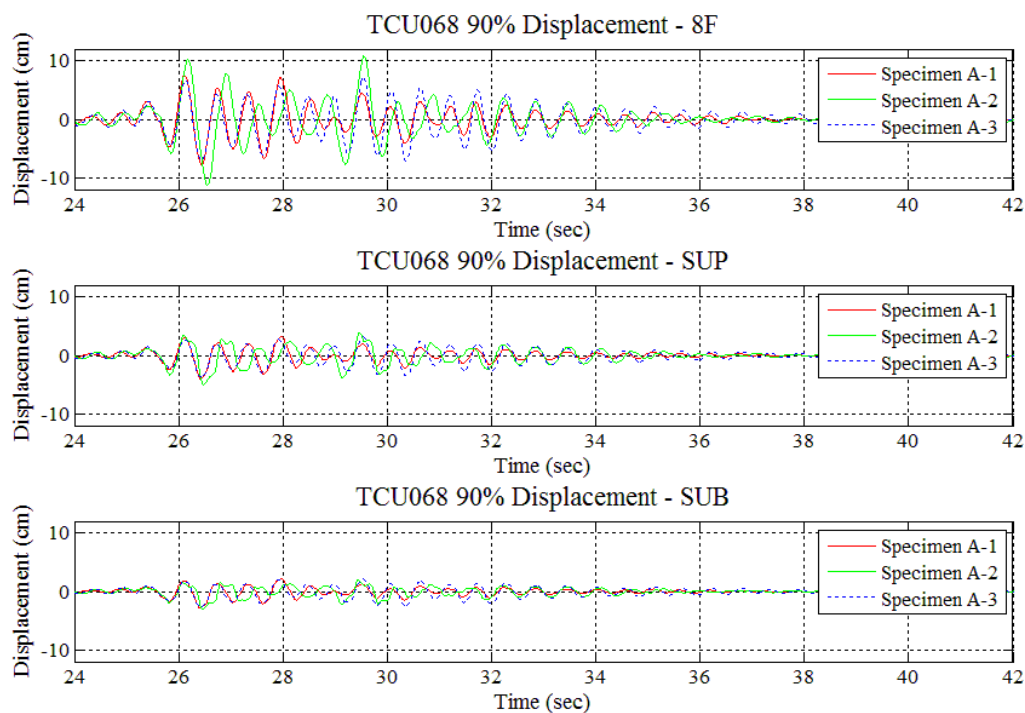 TCU068 90% Displacement - 8F
Displacement (cm)
10
0
-10
Specimen A-1
Specimen A-2
Specimen A-3
24 26 28 30 32 34 36 38 40 42
Time (sec)
TCU068 90% Displacement - SUP
Displacement (cm)
10
0
-10
Specimen A-1
Specimen A-2
Specimen A-3
24 26 28 30 32 34 36 38 40 42
Time (sec)
TCU068 90% Displacement - SUB
Displacement (cm)
10
0
-10
Specimen A-1
Specimen A-2
Specimen A-3
24 26 28 30 32 34 36 38 40 42
Time (sec)